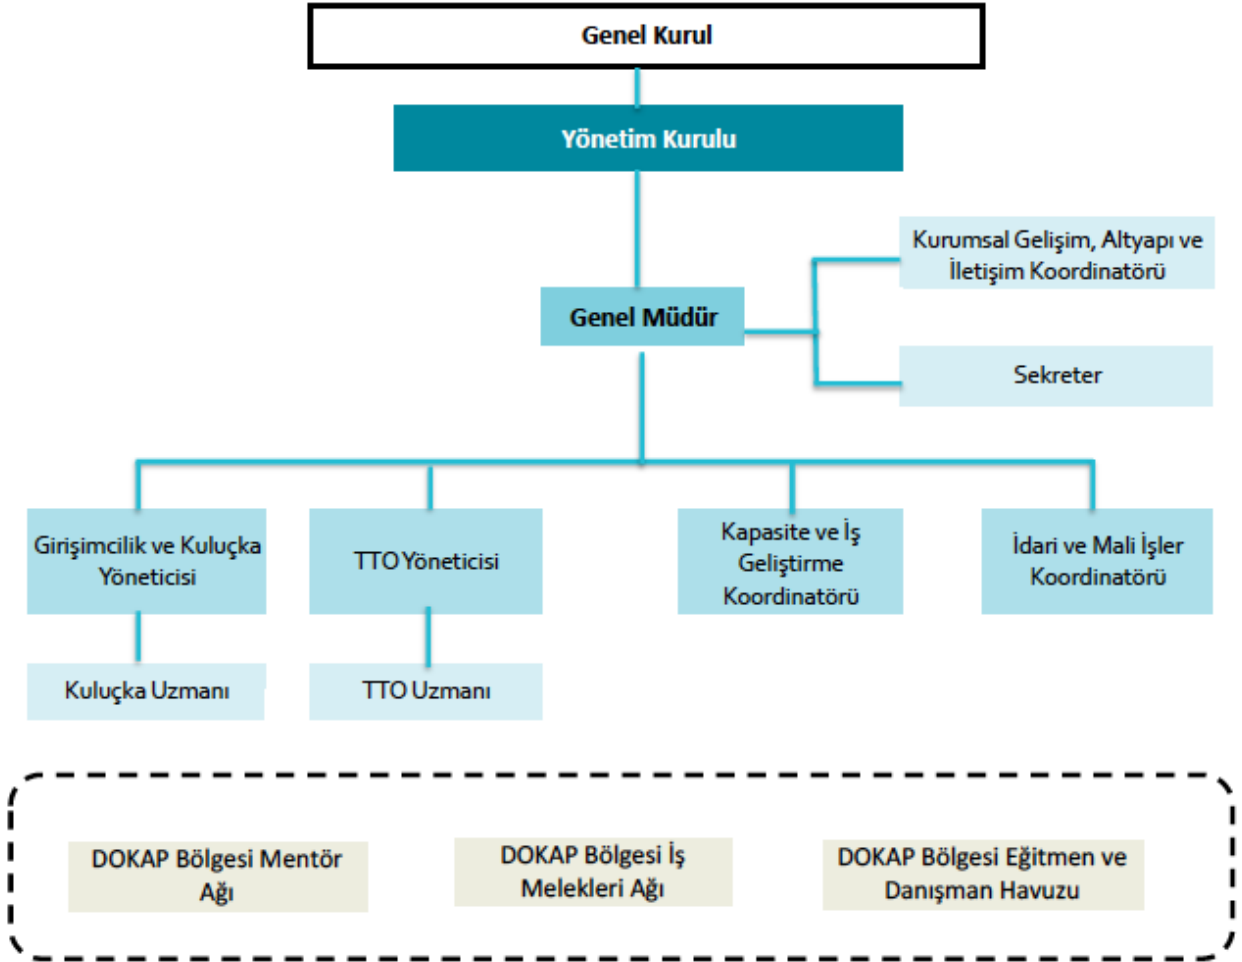 Genel Kurul
Yönetim Kurulu
Kurumsal Gelişim, Altyapı ve
İletişim Koordinatörü
Genel Müdür
Sekreter
Girişimcilik ve Kuluçka
Yöneticisi
TTO Yöneticisi
Kapasite ve İş
Geliştirme
Koordinatörü
İdari ve Mali İşler
Koordinatörü
Kuluçka Uzmanı
TTO Uzmanı
DOKAP Bölgesi Mentör
Ağı
DOKAP Bölgesi İş
Melekleri Ağı
DOKAP Bölgesi Eğitmen ve
Danışman Havuzu